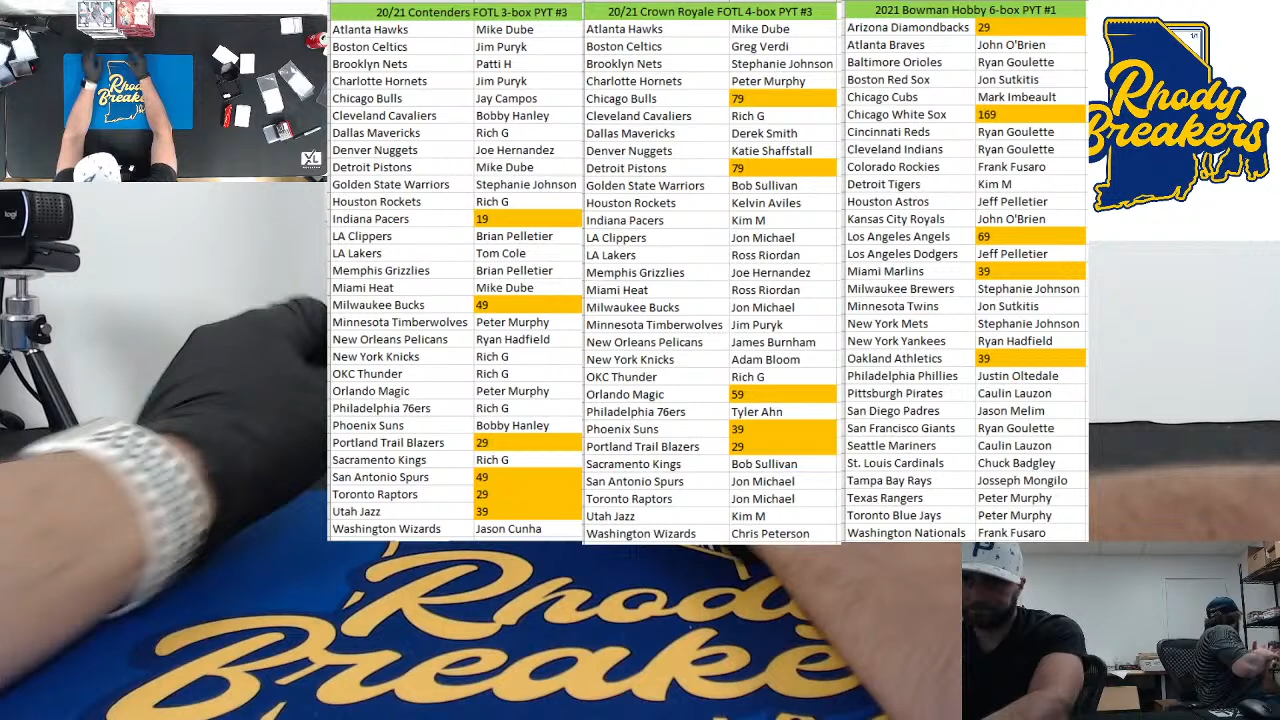 20/21 Contenders FOTL 3-box PYT #3
Atlanta Hawks Mike Dube
Boston Celtics Jim Puryk
Brooklyn Nets Patti H
Charlotte Hornets Jim Puryk
Chicago Bulls Jay Campos
Cleveland Cavaliers Bobby Hanley
Dallas Mavericks Rich G
Denver Nuggets Joe Hernandez
Detroit Pistons Mike Dube
Golden State Warriors Stephanie Johnson
Houston Rockets Rich G
Indiana Pacers 19
LA Clippers Brian Pelletier
LA Lakers Tom Cole
Memphis Grizzlies Brian Pelletier
Miami Heat Mike Dube
Milwaukee Bucks 49
Minnesota Timberwolves Peter Murphy
New Orleans Pelicans Ryan Hadfield
New York Knicks Rich G
OKC Thunder Rich G
Orlando Magic Peter Murphy
Philadelphia 76ers Rich G
Phoenix Suns Bobby Hanley
Portland Trail Blazers 29
Sacramento Kings Rich G
San Antonio Spurs 49
Toronto Raptors 29
Utah Jazz 39
Washington Wizards Jason Cunha
20/21 Crown Royale FOTL 4-box PYT #3
Atlanta Hawks Mike Dube
Boston Celtics Greg Verdi
Brooklyn Nets Stephanie Johnson
Charlotte Hornets Peter Murphy
Chicago Bulls 79
Cleveland Cavaliers Rich G
Dallas Mavericks Derek Smith
Denver Nuggets Katie Shaffstall
Detroit Pistons 79
Golden State Warriors Bob Sullivan
Houston Rockets Kelvin Aviles
Indiana Pacers Kim M
LA Clippers Jon Michael
LA Lakers Ross Riordan
Memphis Grizzlies Joe Hernandez
Miami Heat Ross Riordan
Milwaukee Bucks Jon Michael
Minnesota Timberwolves Jim Puryk
New Orleans Pelicans James Burnham
New York Knicks Adam Bloom
OKC Thunder Rich G
Orlando Magic 59
Philadelphia 76ers Tyler Ahn
Phoenix Suns 39
Portland Trail Blazers 29
Sacramento Kings Bob Sullivan
San Antonio Spurs Jon Michael
Toronto Raptors Jon Michael
Utah Jazz Kim M
Washington Wizards Chris Peterson
2021 Bowman Hobby 6-box PYT #1
Arizona Diamondbacks 29
Atlanta Braves John O'Brien
Baltimore Orioles Ryan Goulette
Boston Red Sox Jon Sutkitis
Chicago Cubs Mark Imbeault
Chicago White Sox 169
Cincinnati Reds Ryan Goulette
Cleveland Indians Ryan Goulette
Colorado Rockies Frank Fusaro
Detroit Tigers Kim M
Houston Astros Jeff Pelletier
Kansas City Royals John O'Brien
Los Angeles Angels 69
Los Angeles Dodgers Jeff Pelletier
Miami Marlins 39
Milwaukee Brewers Stephanie Johnson
Minnesota Twins Jon Sutkitis
New York Mets Stephanie Johnson
New York Yankees Ryan Hadfield
Oakland Athletics 39
Philadelphia Phillies Justin Oltedale
Pittsburgh Pirates Caulin Lauzon
San Diego Padres Jason Melim
San Francisco Giants Ryan Goulette
Seattle Mariners Caulin Lauzon
St. Louis Cardinals Chuck Badgley
Tampa Bay Rays Josseph Mongilo
Texas Rangers Peter Murphy
Toronto Blue Jays Peter Murphy
Washington Nationals Frank Fusaro
1/1
Rhody
Breakers
logi
XL
P
Rhody
Breake